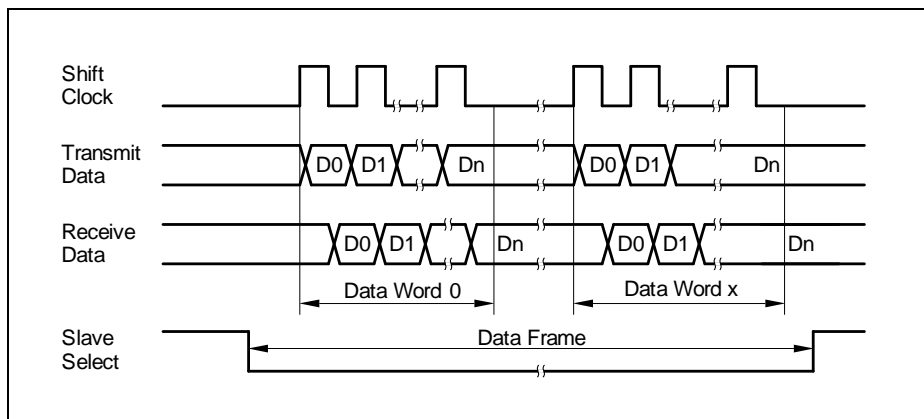 Shift
Clock
Transmit
Data
D0 D1 Dn D0 D1 Dn
Receive
Data
D0 D1 Dn D0 D1 Dn
Data Word 0 Data Word x
Slave
Select
Data Frame